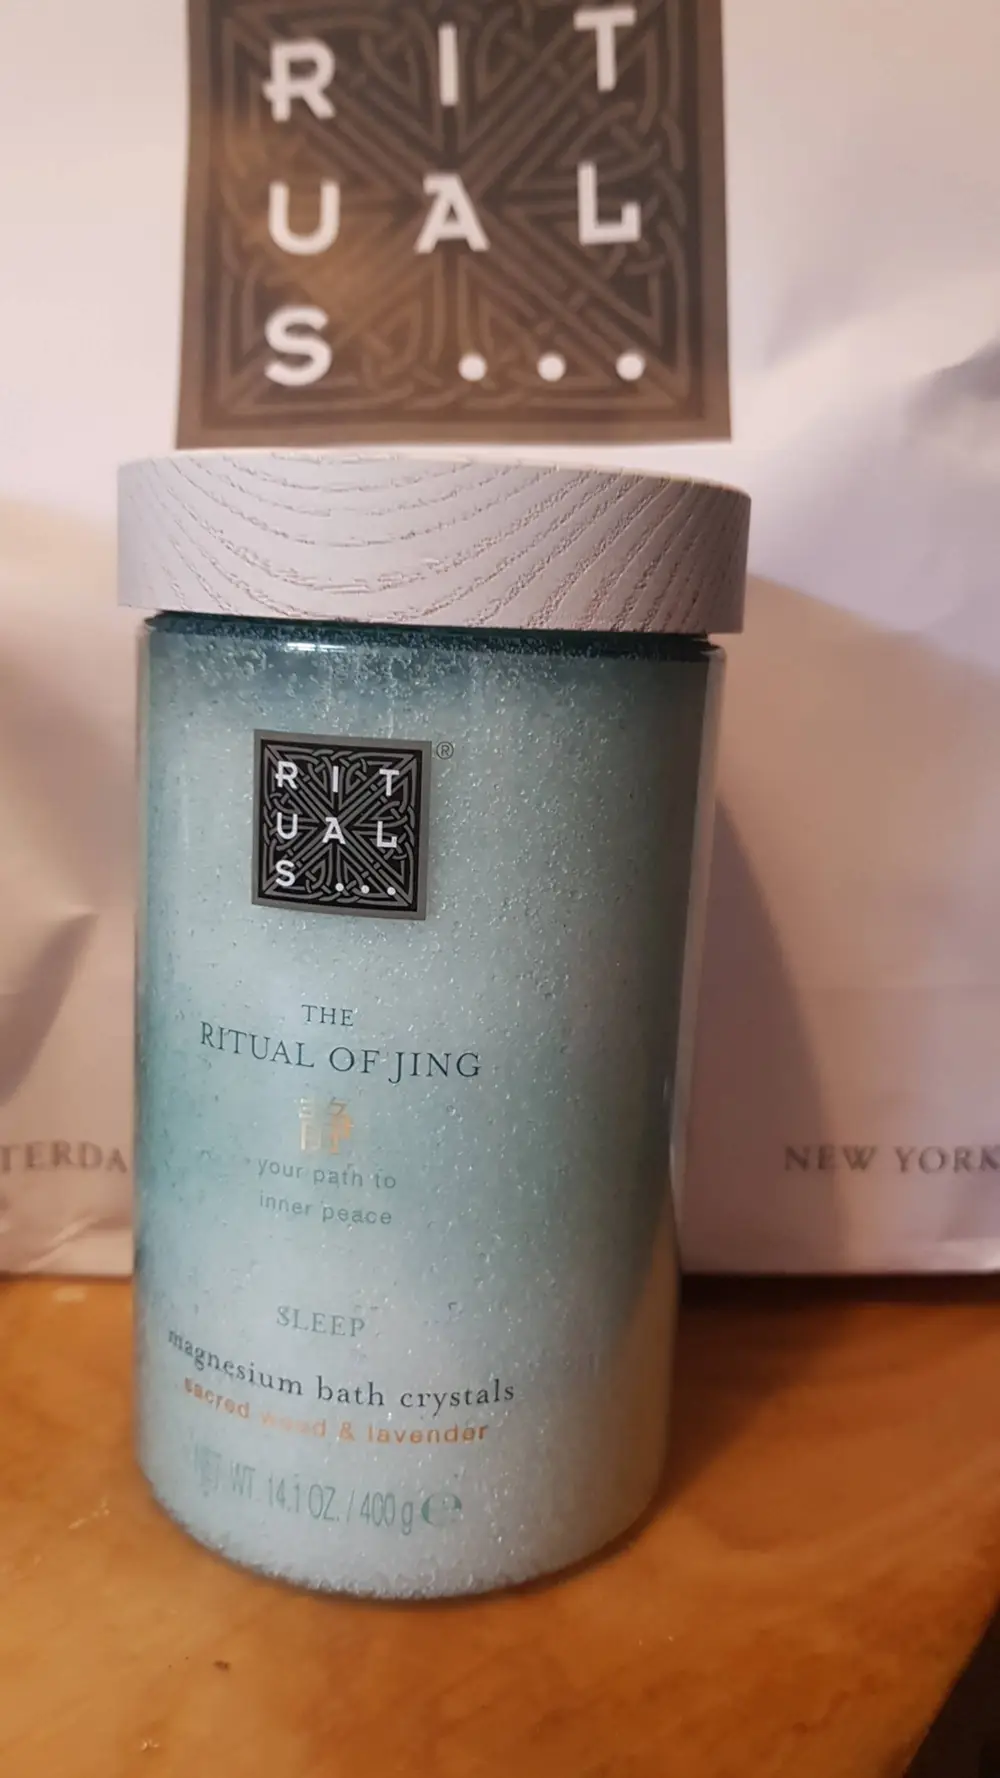 RIT
UAL
S...
TERDA
NEW YORK
RIT
UAL
S...
®
THE
RITUAL OF JING
your path to
inner peace
SLEEP
magnesium bath crystals
sacred wood & lavender
NET WT. 14.1 OZ. / 400 g ℮